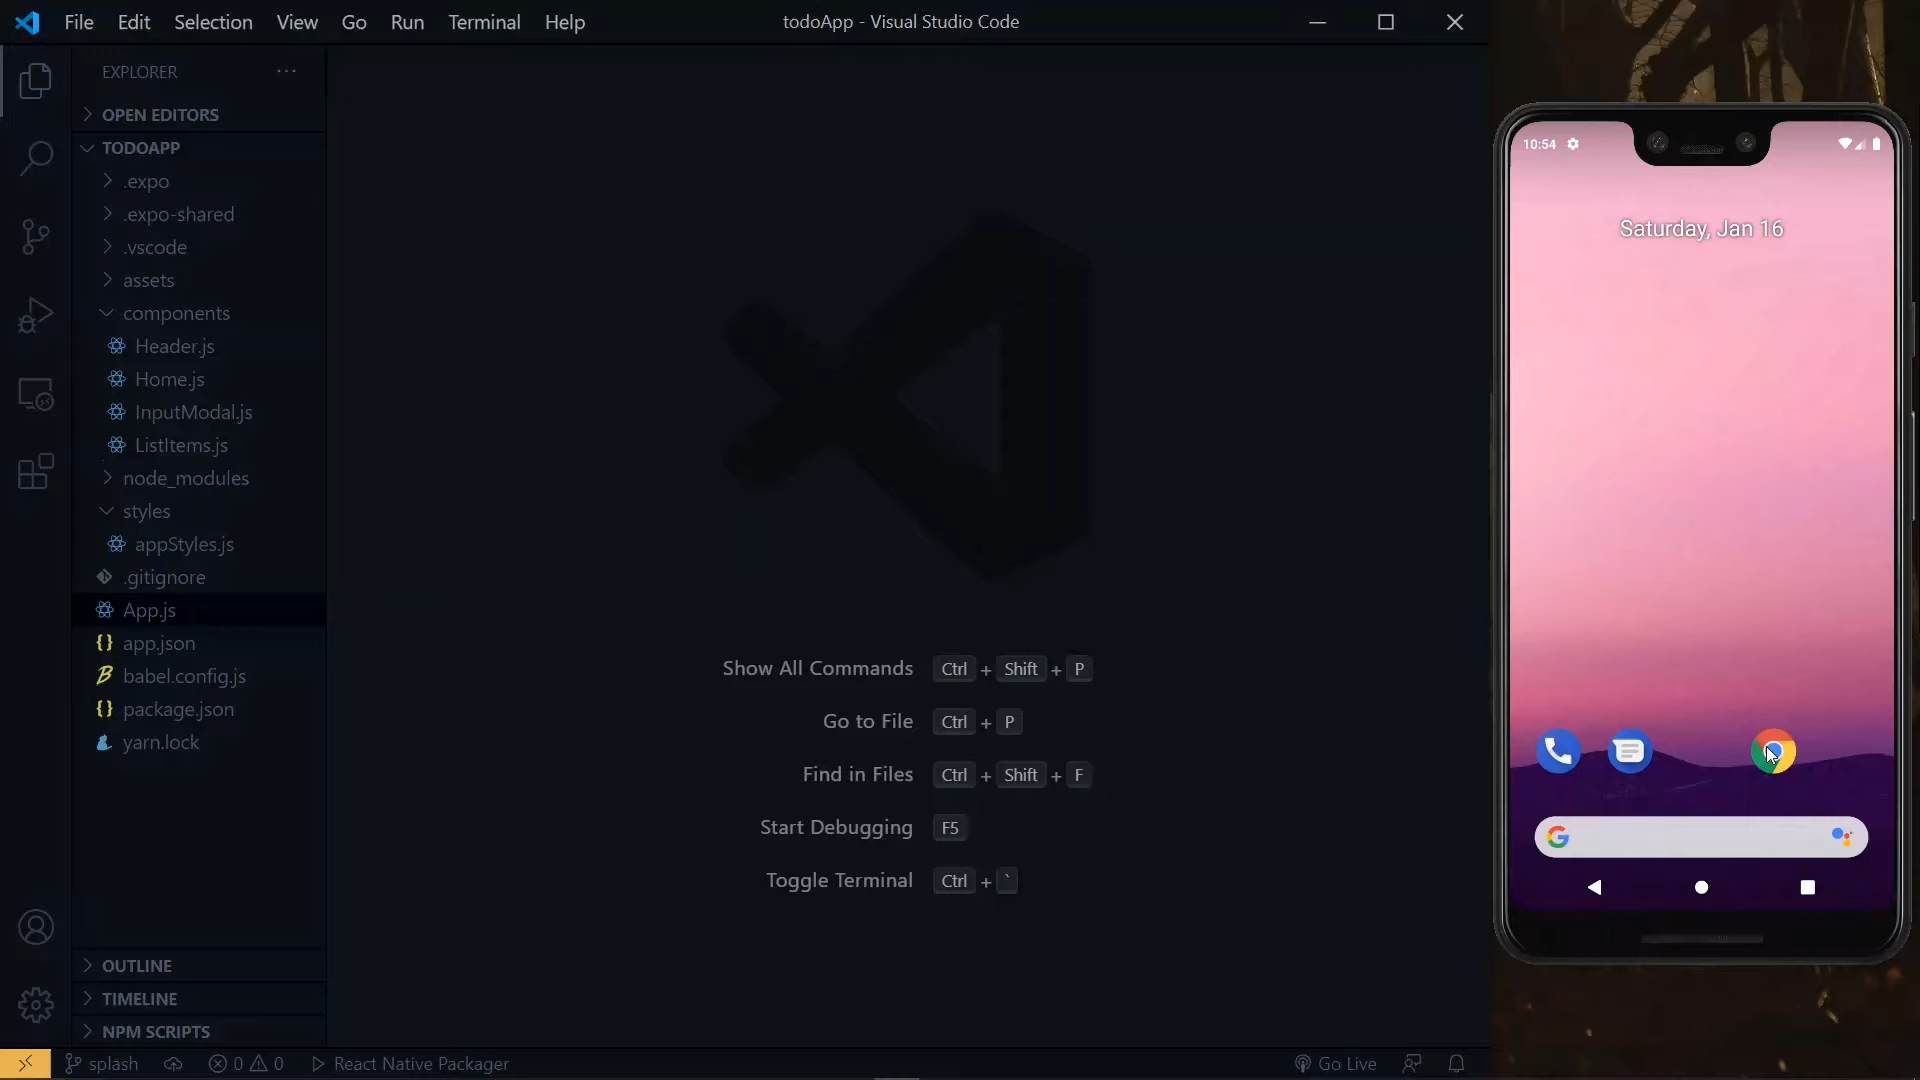 File Edit Selection View Go Run Terminal Help todoApp - Visual Studio Code
EXPLORER ...
OPEN EDITORS
TODOAPP
.expo
.expo-shared
.vscode
assets
components
Header.js
Home.js
InputModal.js
ListItems.js
node_modules
styles
appStyles.js
.gitignore
App.js
{} app.json
babel.config.js
{} package.json
yarn.lock
OUTLINE
TIMELINE
NPM SCRIPTS
Show All Commands Ctrl + Shift + P
Go to File Ctrl + P
Find in Files Ctrl + Shift + F
Start Debugging F5
Toggle Terminal Ctrl + `
splash 0 0 React Native Packager Go Live
10:54
Saturday, Jan 16
G